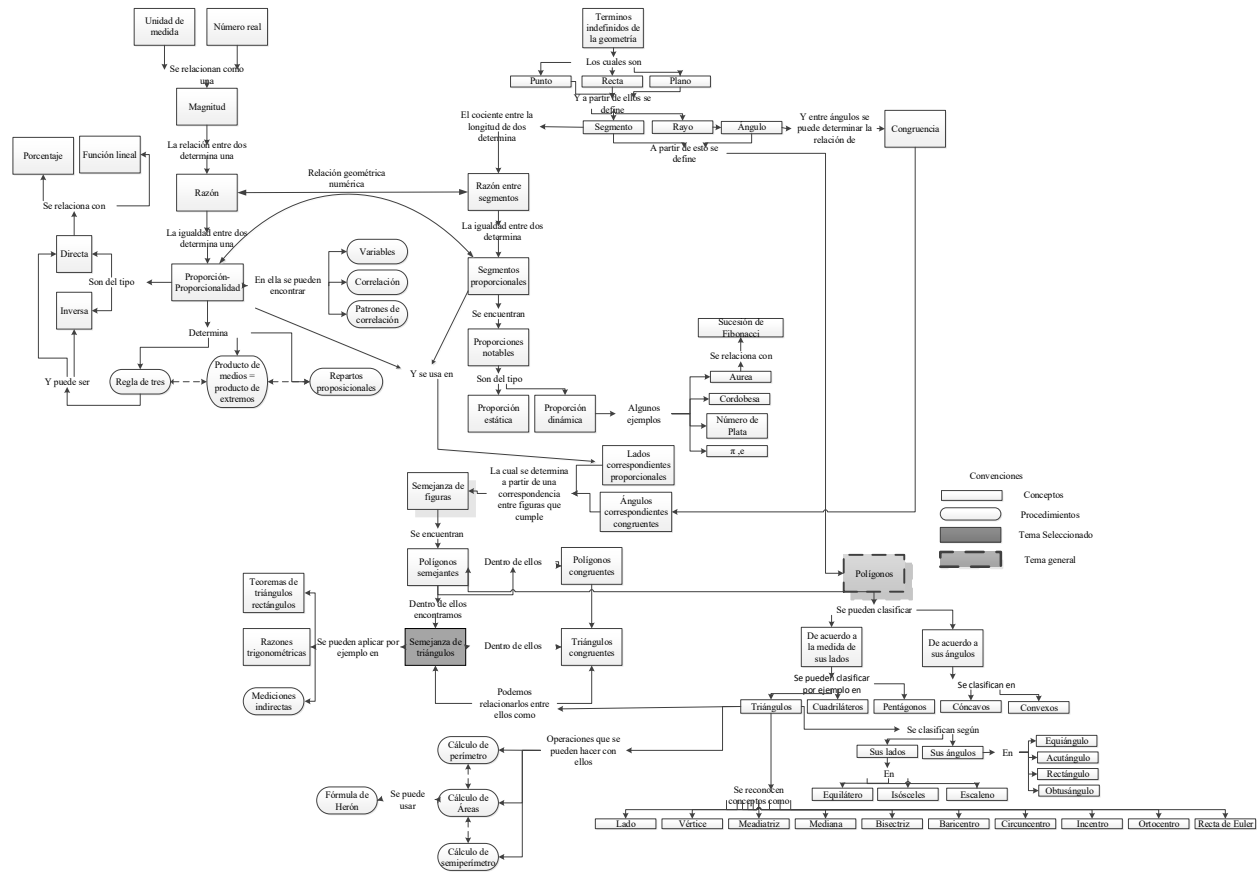 Unidad de
medida
Número real
Se relacionan como
una
Magnitud
La relación entre dos
determina una
Porcentaje
Función lineal
Razón
Relación geométrica
numérica
Se relaciona con
La igualdad entre dos
determina una
Directa
Son del tipo
Inversa
Proporción-
Proporcionalidad
En ella se pueden
encontrar
Variables
Correlación
Patrones de
correlación
Determina
Y puede ser
Regla de tres
Producto de
medios =
producto de
extremos
Repartos
proposicionales
Terminos
indefinidos de
la geometría
Los cuales son
Punto
Recta
Plano
Y a partir de ellos se
define
El cociente entre la
longitud de dos
determina
Segmento
Rayo
Angulo
Y entre ángulos se
puede determinar la
relación de
Congruencia
A partir de esto se
define
Razón entre
segmentos
La igualdad entre dos
determina
Segmentos
proporcionales
Se encuentran
Proporciones
notables
Y se usa en
Son del tipo
Proporción
estática
Proporción
dinámica
Algunos
ejemplos
Sucesión de
Fibonacci
Se relaciona con
Aurea
Cordobesa
Número de
Plata
π ,e
Lados
correspondientes
proporcionales
Ángulos
correspondientes
congruentes
La cual se determina
a partir de una
correspondencia
entre figuras que
cumple
Semejanza de
figuras
Se encuentran
Polígonos
semejantes
Dentro de ellos
Polígonos
congruentes
Dentro de ellos
encontramos
Teoremas de
triángulos
rectángulos
Razones
trigonométricas
Mediciones
indirectas
Se pueden aplicar por
ejemplo en
Semejanza de
triángulos
Dentro de ellos
Triángulos
congruentes
Podemos
relacionarlos entre
ellos como
Convenciones
Conceptos
Procedimientos
Tema Seleccionado
Tema general
Polígonos
Se pueden clasificar
De acuerdo a
la medida de
sus lados
De acuerdo a
sus ángulos
Se pueden clasificar
por ejemplo en
Se clasifican en
Triángulos
Cuadriláteros
Pentágonos
Cóncavos
Convexos
Operaciones que se
pueden hacer con
ellos
Cálculo de
perímetro
Cálculo de
Áreas
Cálculo de
semiperímetro
Se puede
usar
Fórmula de
Herón
Se clasifican según
Sus lados
Sus ángulos
En
Equiángulo
Acutángulo
Rectángulo
Obtusángulo
En
Equilátero
Isósceles
Escaleno
Se reconocen
conceptos como
Lado
Vértice
Meadiatriz
Mediana
Bisectriz
Baricentro
Circuncentro
Incentro
Ortocentro
Recta de Euler